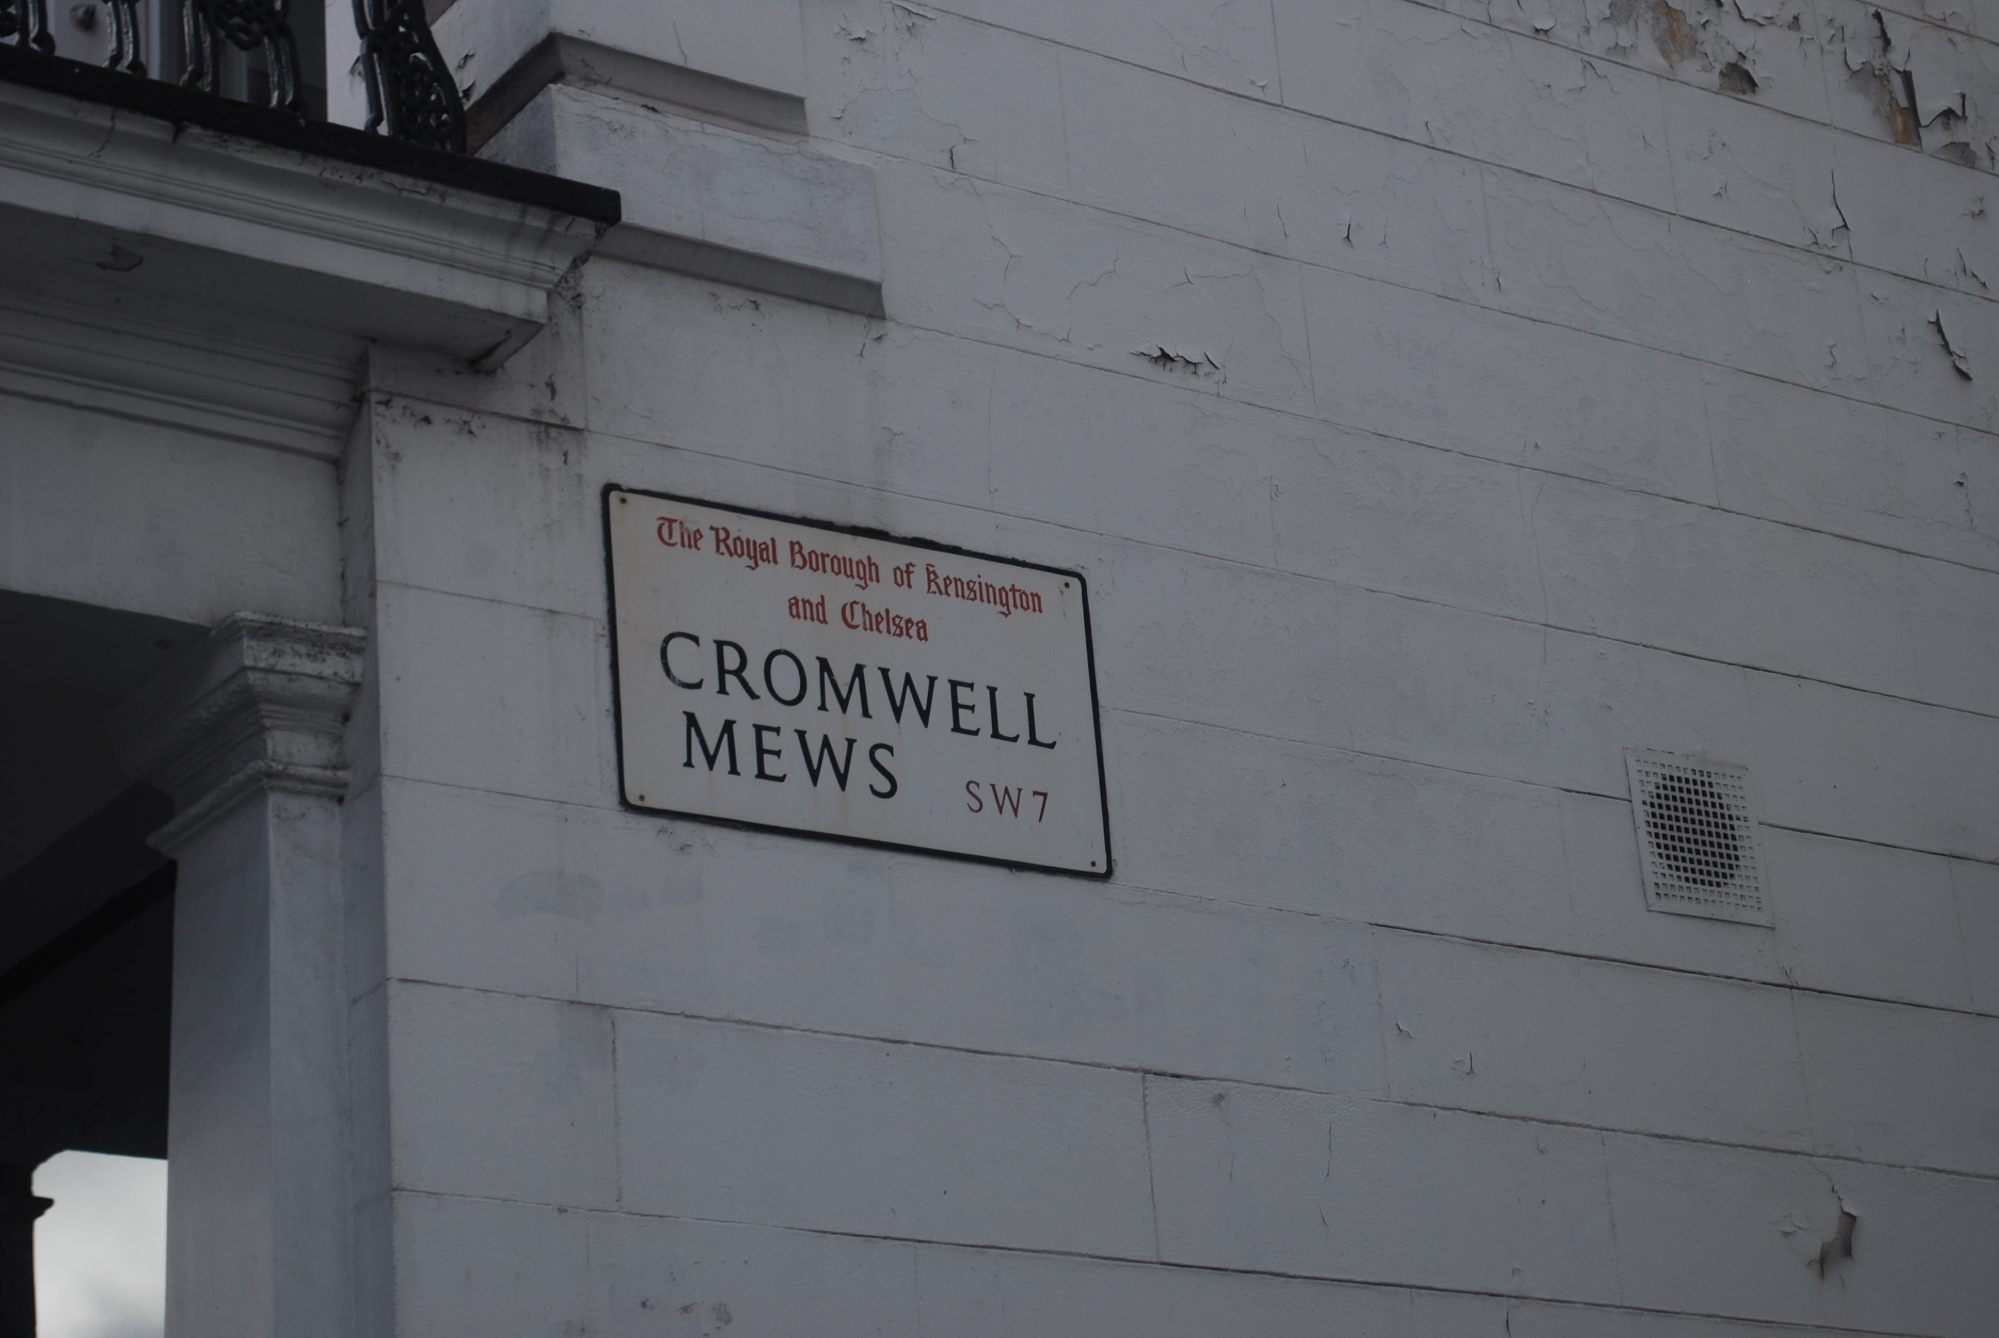 The Royal Borough of Kensington
and Chelsea
CROMWELL
MEWS SW7